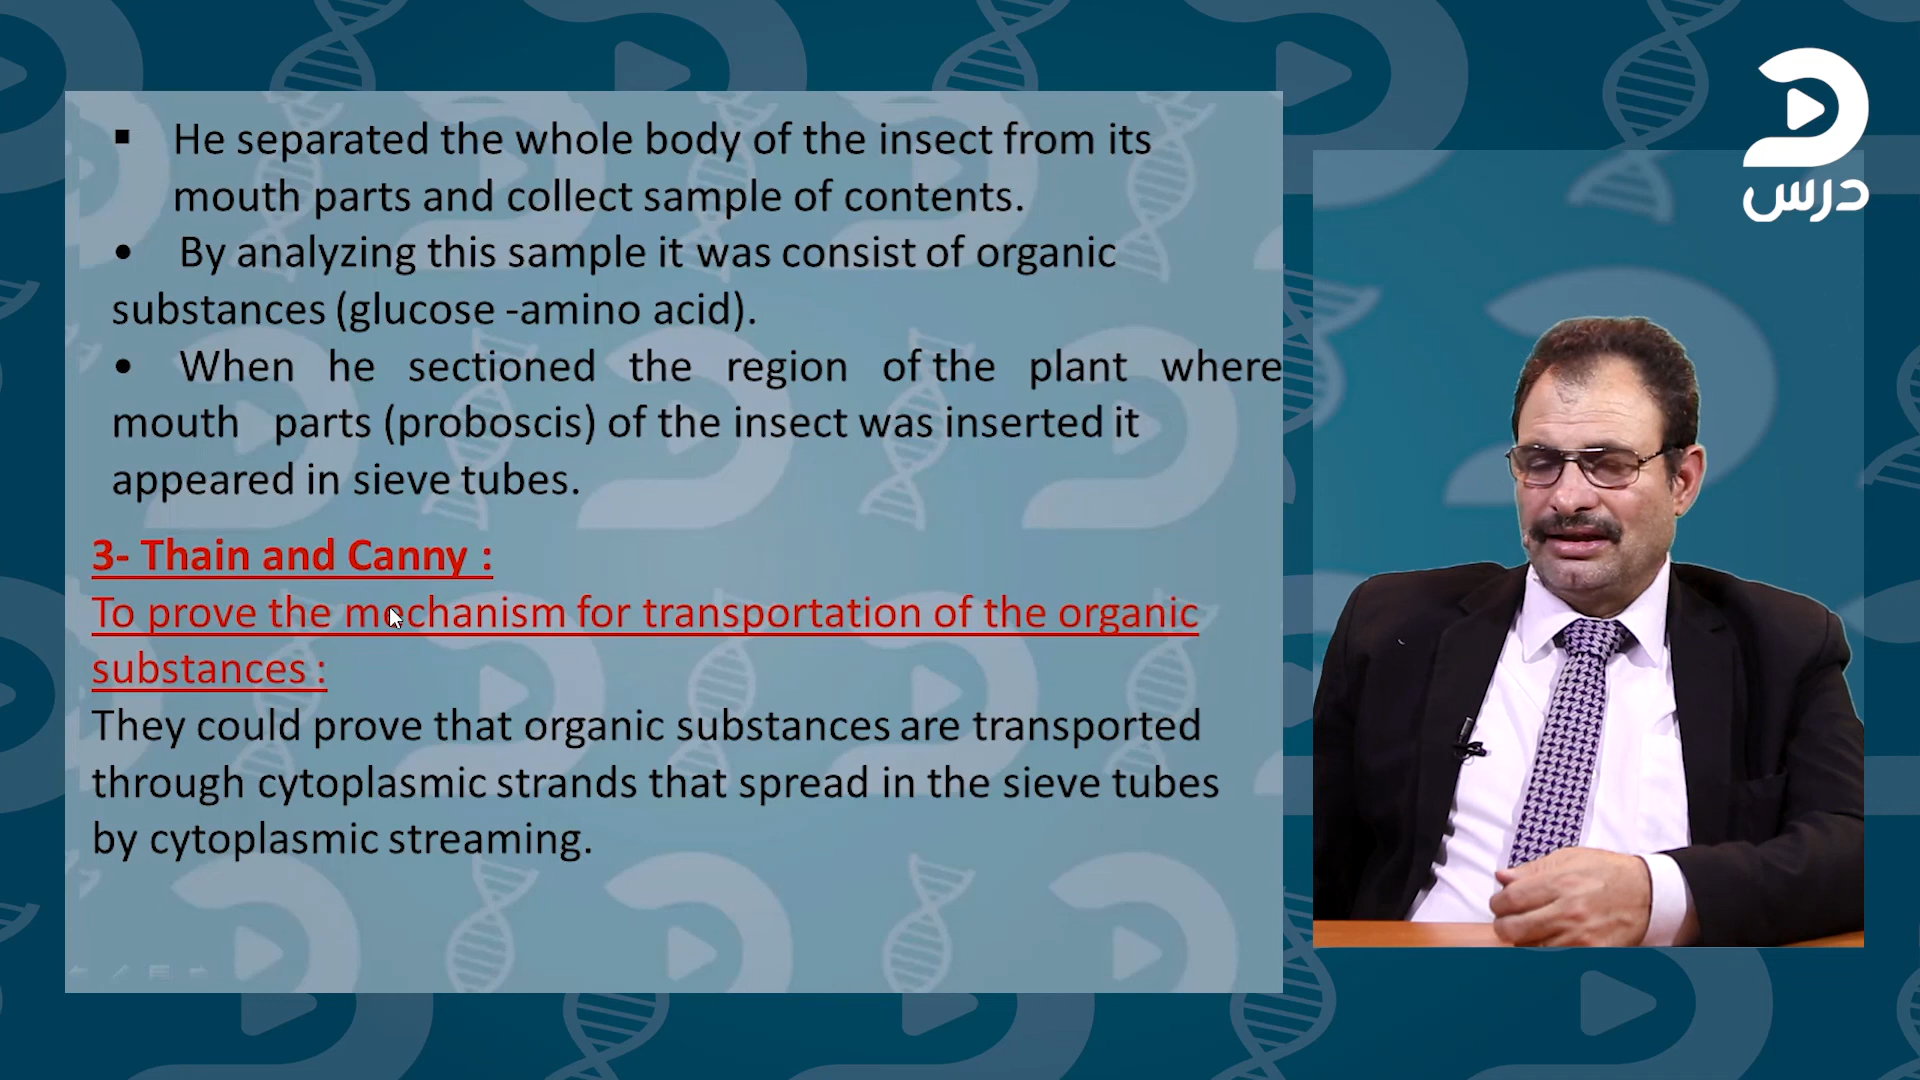 ▪ He separated the whole body of the insect from its
mouth parts and collect sample of contents.
• By analyzing this sample it was consist of organic
substances (glucose -amino acid).
• When he sectioned the region of the plant where
mouth parts (proboscis) of the insect was inserted it
appeared in sieve tubes.
3- Thain and Canny :
To prove the mechanism for transportation of the organic
substances :
They could prove that organic substances are transported
through cytoplasmic strands that spread in the sieve tubes
by cytoplasmic streaming.
درس